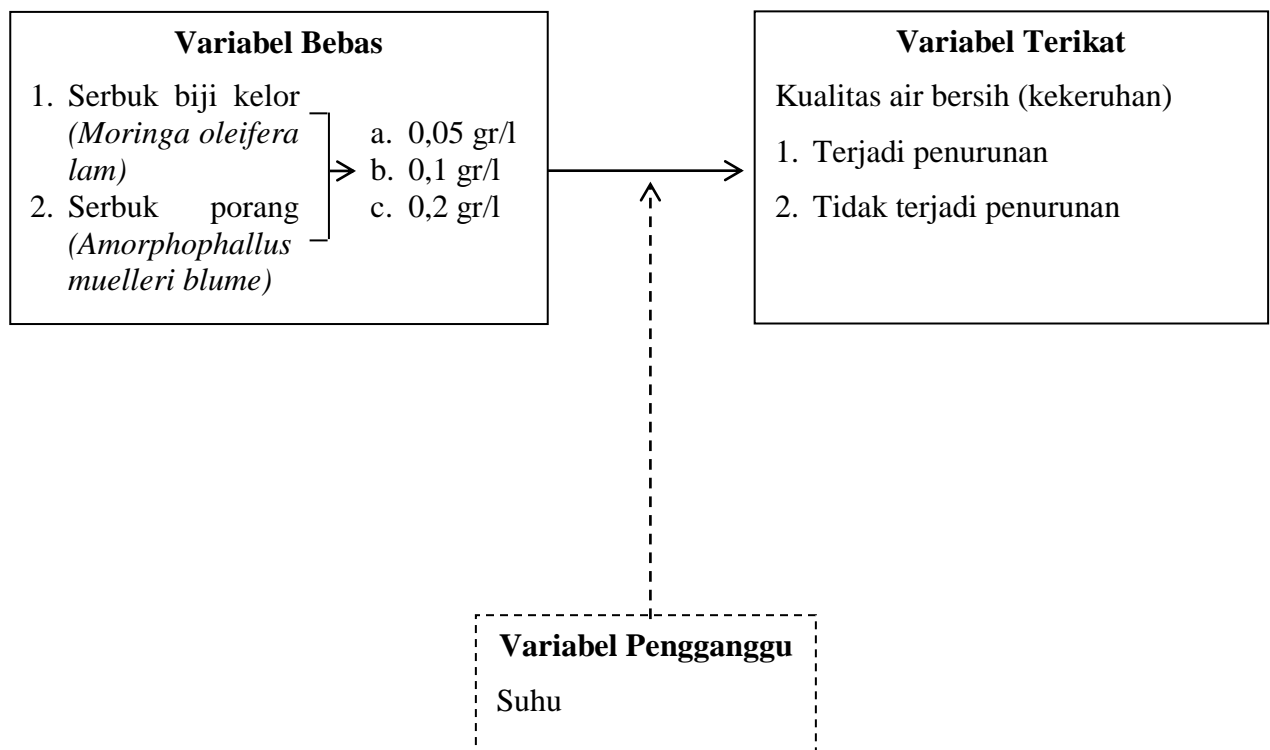 Variabel Bebas
1. Serbuk biji kelor
(Moringa oleifera
lam)
2. Serbuk porang
(Amorphophallus
muelleri blume)
a. 0,05 gr/l
b. 0,1 gr/l
c. 0,2 gr/l
Variabel Terikat
Kualitas air bersih (kekeruhan)
1. Terjadi penurunan
2. Tidak terjadi penurunan
Variabel Pengganggu
Suhu